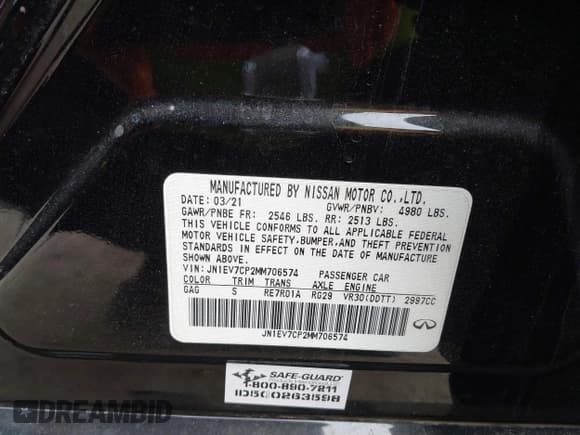 MANUFACTURED BY NISSAN MOTOR CO.,LTD.
DATE: 03/21 GVWR/PNBV: 4980 LBS.
GAWR/PNBE FR: 2546 LBS. RR: 2513 LBS.
THIS VEHICLE CONFORMS TO ALL APPLICABLE FEDERAL
MOTOR VEHICLE SAFETY,BUMPER,AND THEFT PREVENTION
STANDARDS IN EFFECT ON THE DATE OF MANUFACTURE
SHOWN ABOVE.
VIN: JN1EV7CP2MM706574 PASSENGER CAR
COLOR TRIM TRANS AXLE ENGINE
GAG S RE7R01A RG29 VR30(DDTT) 2997CC
JN1EV7CP2MM706574
SAFE-GUARD
1-800-890-7211
0263598
DREAMBID